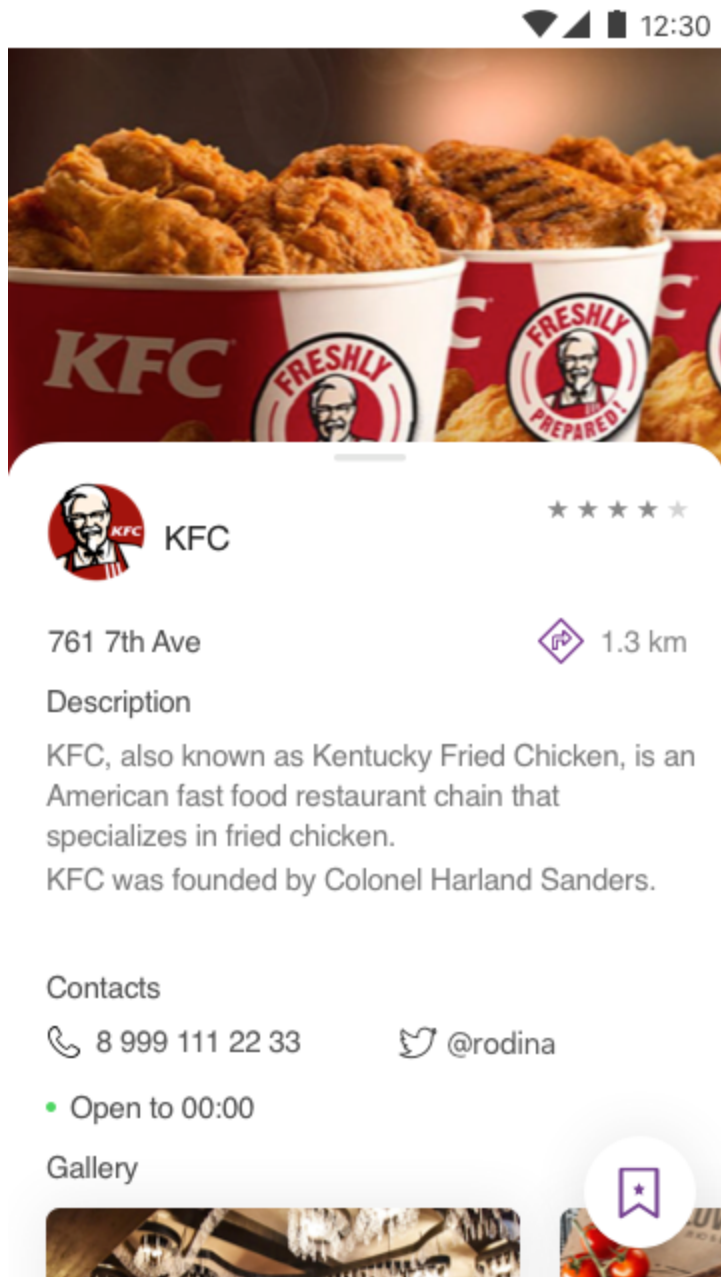 12:30
KFC
FRESHLY
C
FRESHLY
PREPARED!
C
KFC
KFC
761 7th Ave
1.3 km
Description
KFC, also known as Kentucky Fried Chicken, is an
American fast food restaurant chain that
specializes in fried chicken.
KFC was founded by Colonel Harland Sanders.
Contacts
8 999 111 22 33
@rodina
Open to 00:00
Gallery